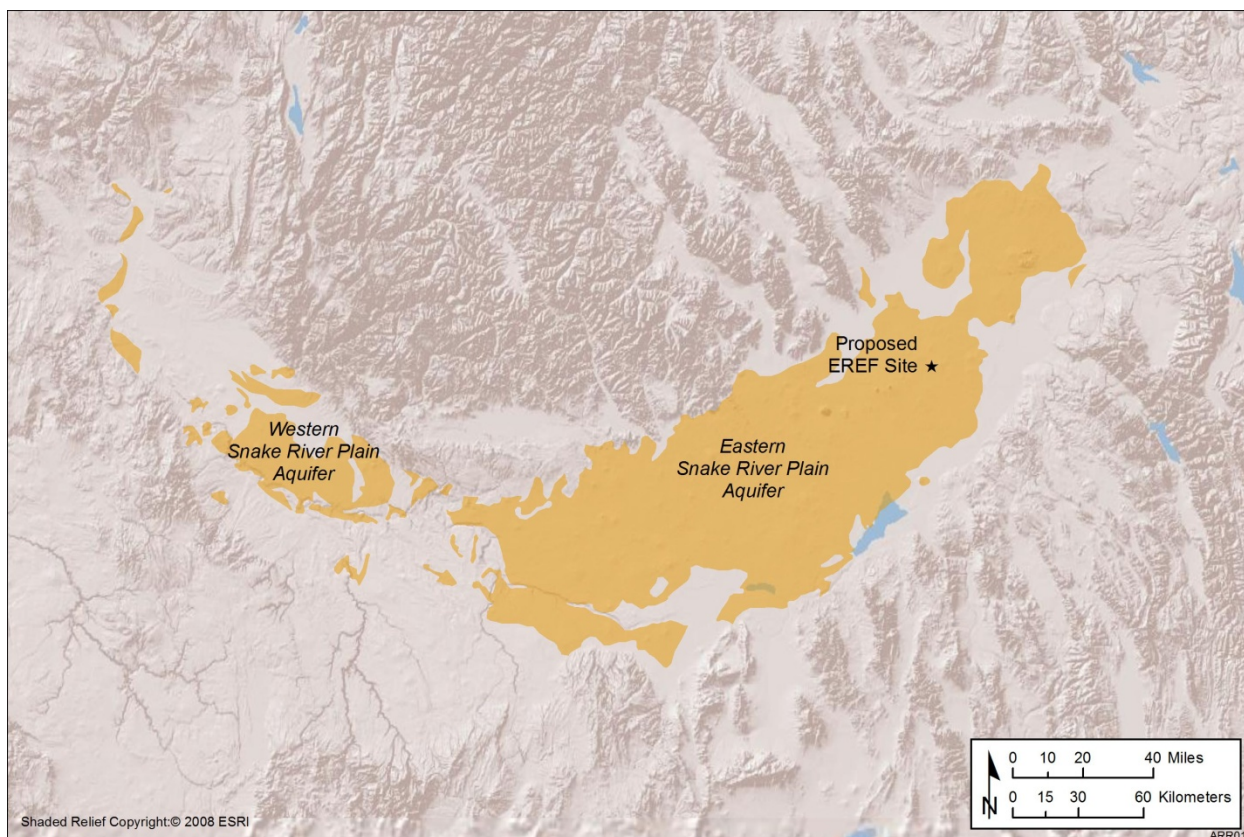 Proposed
EREF Site ★
Western
Snake River Plain
Aquifer
Eastern
Snake River Plain
Aquifer
0 10 20 40 Miles
N
0 15 30 60 Kilometers
Shaded Relief Copyright:© 2008 ESRI